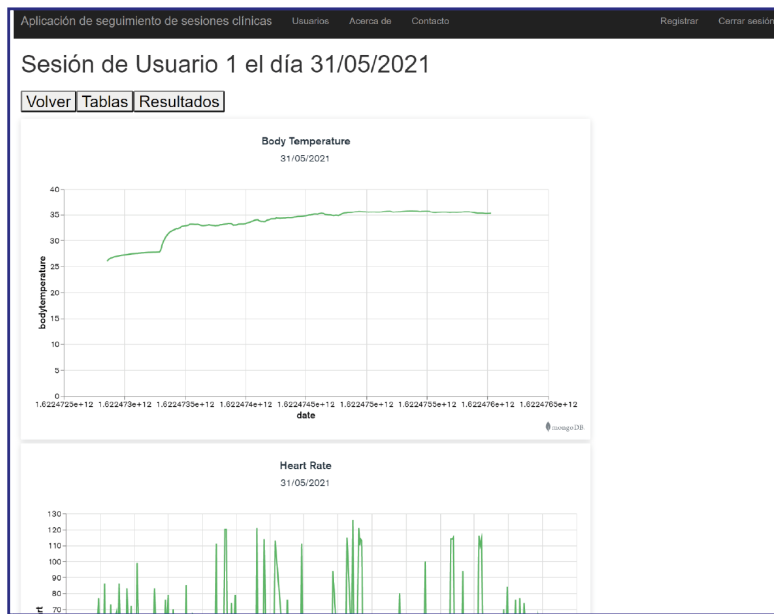 Aplicación de seguimiento de sesiones clínicas Usuarios Acerca de Contacto Registrar Cerrar sesión
Sesión de Usuario 1 el día 31/05/2021
Volver Tablas Resultados
Body Temperature
31/05/2021
40
35
30
25
20
15
10
5
0
bodytemperature
1.6224725e+12 1.622473e+12 1.6224735e+12 1.622474e+12 1.6224745e+12 1.622475e+12 1.6224755e+12 1.622476e+12 1.6224765e+12
date
mongoDB
Heart Rate
31/05/2021
130
120
110
100
90
80
70